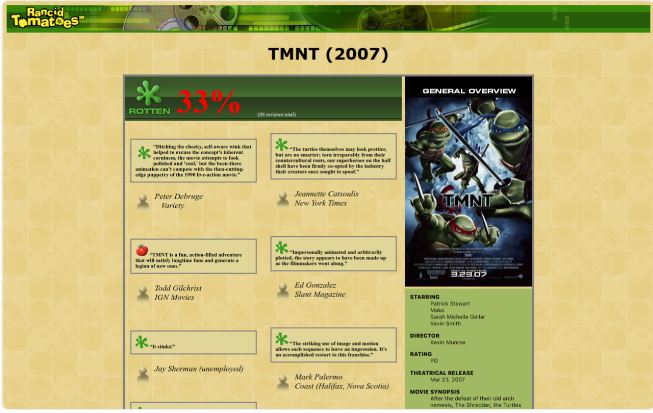 Rancid
Tomatoes
TMNT (2007)
ROTTEN
33%
(88 reviews total)
"Ditching the cheeky, self-aware wink that
helped to excuse the concept's inherent
corniness, the movie attempts to look
polished and 'cool,' but the been-there
animation can't compete with the then-cutting-
edge puppetry of the 1990 live-action movie."
Peter Debruge
Variety
"TMNT is a fun, action-filled adventure
that will satisfy longtime fans and generate a
legion of new ones."
Todd Gilchrist
IGN Movies
"It stinks!"
Jay Sherman (unemployed)
"The turtles themselves may look prettier,
but are no smarter; torn irreparably from their
countercultural roots, our superheroes on the half
shell have been firmly co-opted by the industry
their creators once sought to spoof."
Jeannette Catsoulis
New York Times
"Impersonally animated and arbitrarily
plotted, the story appears to have been made up
as the filmmakers went along."
Ed Gonzalez
Slant Magazine
"The striking use of image and motion
allows each sequence to leave an impression. It's
an accomplished restart to this franchise."
Mark Palermo
Coast (Halifax, Nova Scotia)
GENERAL OVERVIEW
TMNT
3.23.07
STARRING
Patrick Stewart
Mako
Sarah Michelle Gellar
Kevin Smith
DIRECTOR
Kevin Munroe
RATING
PG
THEATRICAL RELEASE
Mar 23, 2007
MOVIE SYNOPSIS
After the defeat of their old arch
nemesis, The Shredder, the Turtles